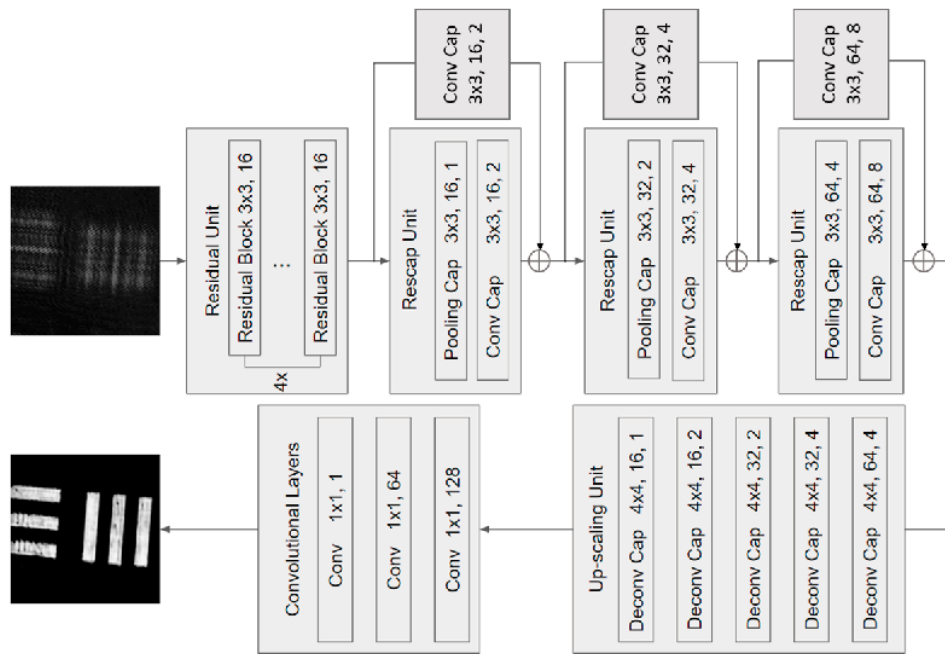 Residual Unit
Residual Block 3x3, 16
⋮
Residual Block 3x3, 16
4x
Rescap Unit
Pooling Cap 3x3, 16, 1
Conv Cap 3x3, 16, 2
Conv Cap
3x3, 16, 2
Rescap Unit
Pooling Cap 3x3, 32, 2
Conv Cap 3x3, 32, 4
Conv Cap
3x3, 32, 4
Rescap Unit
Pooling Cap 3x3, 64, 4
Conv Cap 3x3, 64, 8
Conv Cap
3x3, 64, 8
Convolutional Layers
Conv 1x1, 1
Conv 1x1, 64
Conv 1x1, 128
Up-scaling Unit
Deconv Cap 4x4, 16, 1
Deconv Cap 4x4, 16, 2
Deconv Cap 4x4, 32, 2
Deconv Cap 4x4, 32, 4
Deconv Cap 4x4, 64, 4